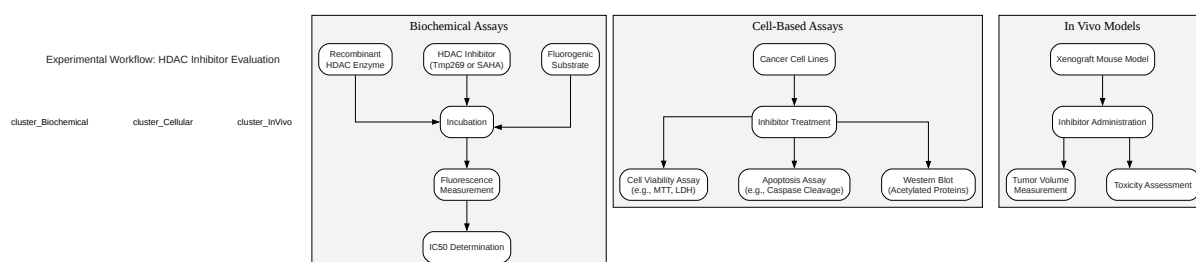 Experimental Workflow: HDAC Inhibitor Evaluation
cluster_Biochemical
cluster_Cellular
cluster_InVivo
Biochemical Assays
Recombinant
HDAC Enzyme
HDAC Inhibitor
(Tmp269 or SAHA)
Fluorogenic
Substrate
Incubation
Fluorescence
Measurement
IC50 Determination
Cell-Based Assays
Cancer Cell Lines
Inhibitor Treatment
Cell Viability Assay
(e.g., MTT, LDH)
Apoptosis Assay
(e.g., Caspase Cleavage)
Western Blot
(Acetylated Proteins)
In Vivo Models
Xenograft Mouse Model
Inhibitor Administration
Tumor Volume
Measurement
Toxicity Assessment